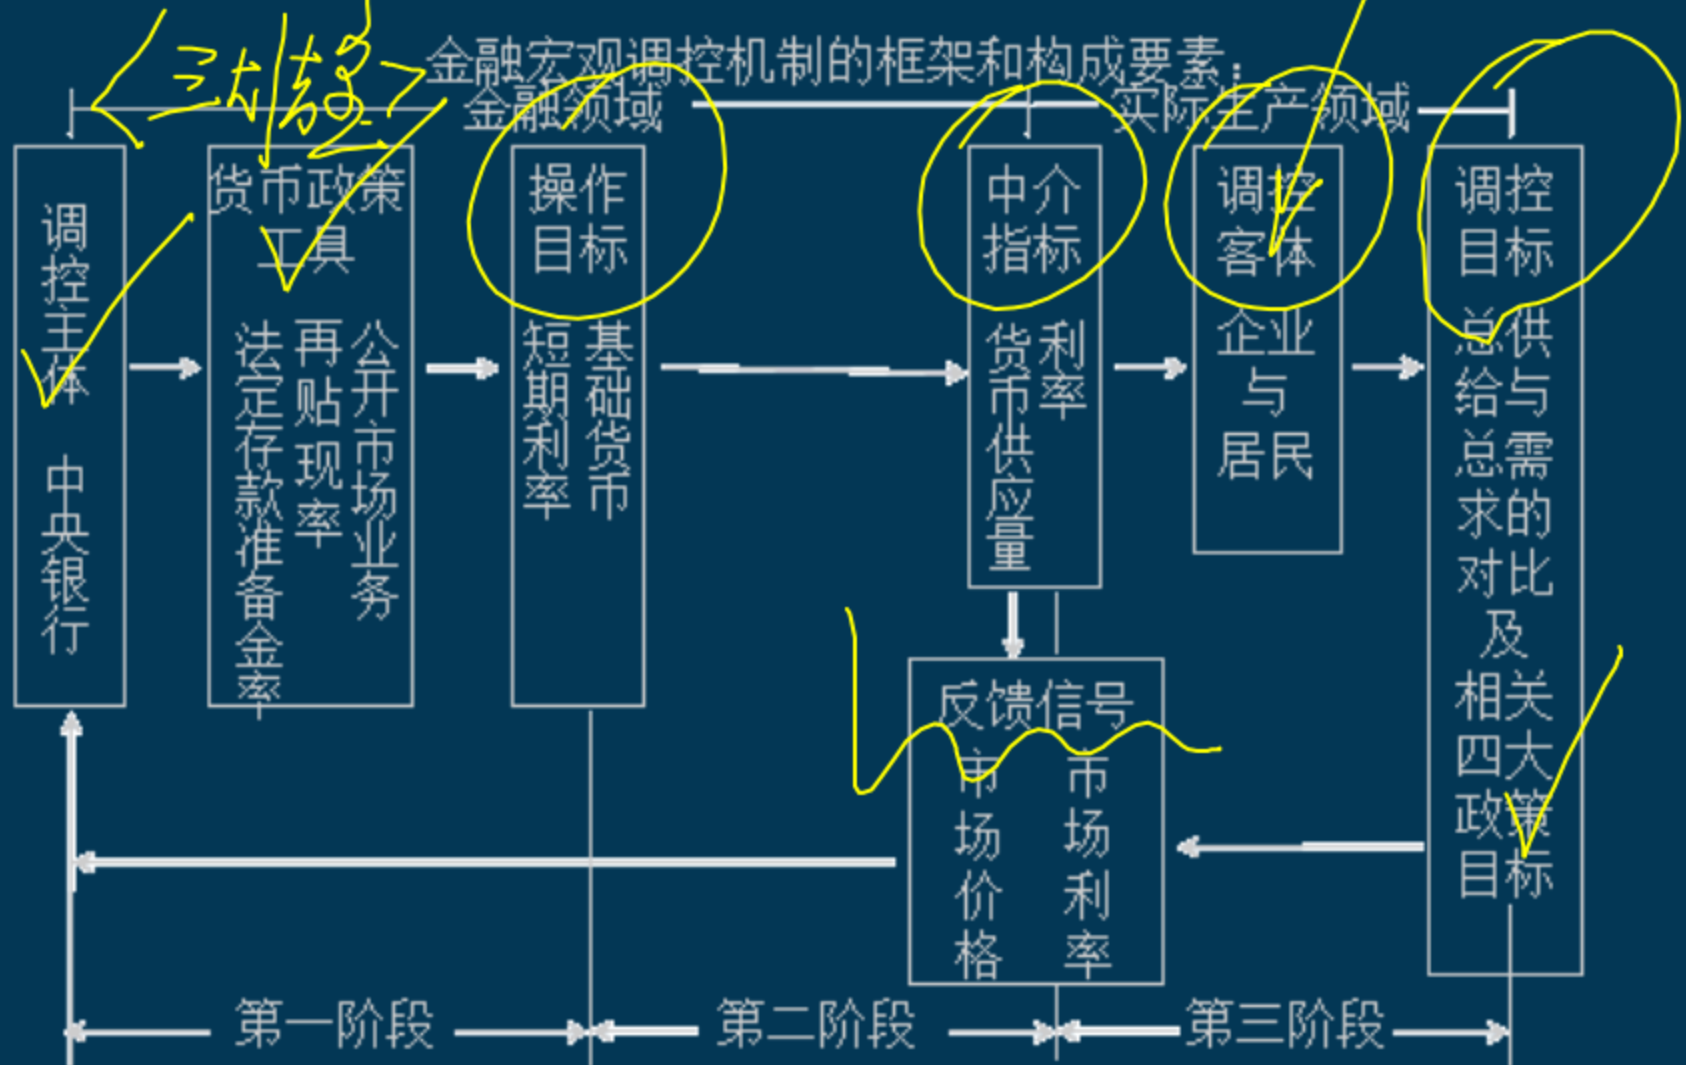 金融宏观调控机制的框架和构成要素：
金融领域
实际生产领域
调控主体 中央银行
货币政策
工具
公开市场业务
再贴现率
法定存款准备金率
操作
目标
基础货币
短期利率
中介
指标
利率
货币供应量
调控
客体
企业
与
居民
调控
目标
总供
给与
总需
求的
对比
及
相关
四大
政策
目标
反馈信号
市场价格
市场利率
第一阶段
第二阶段
第三阶段